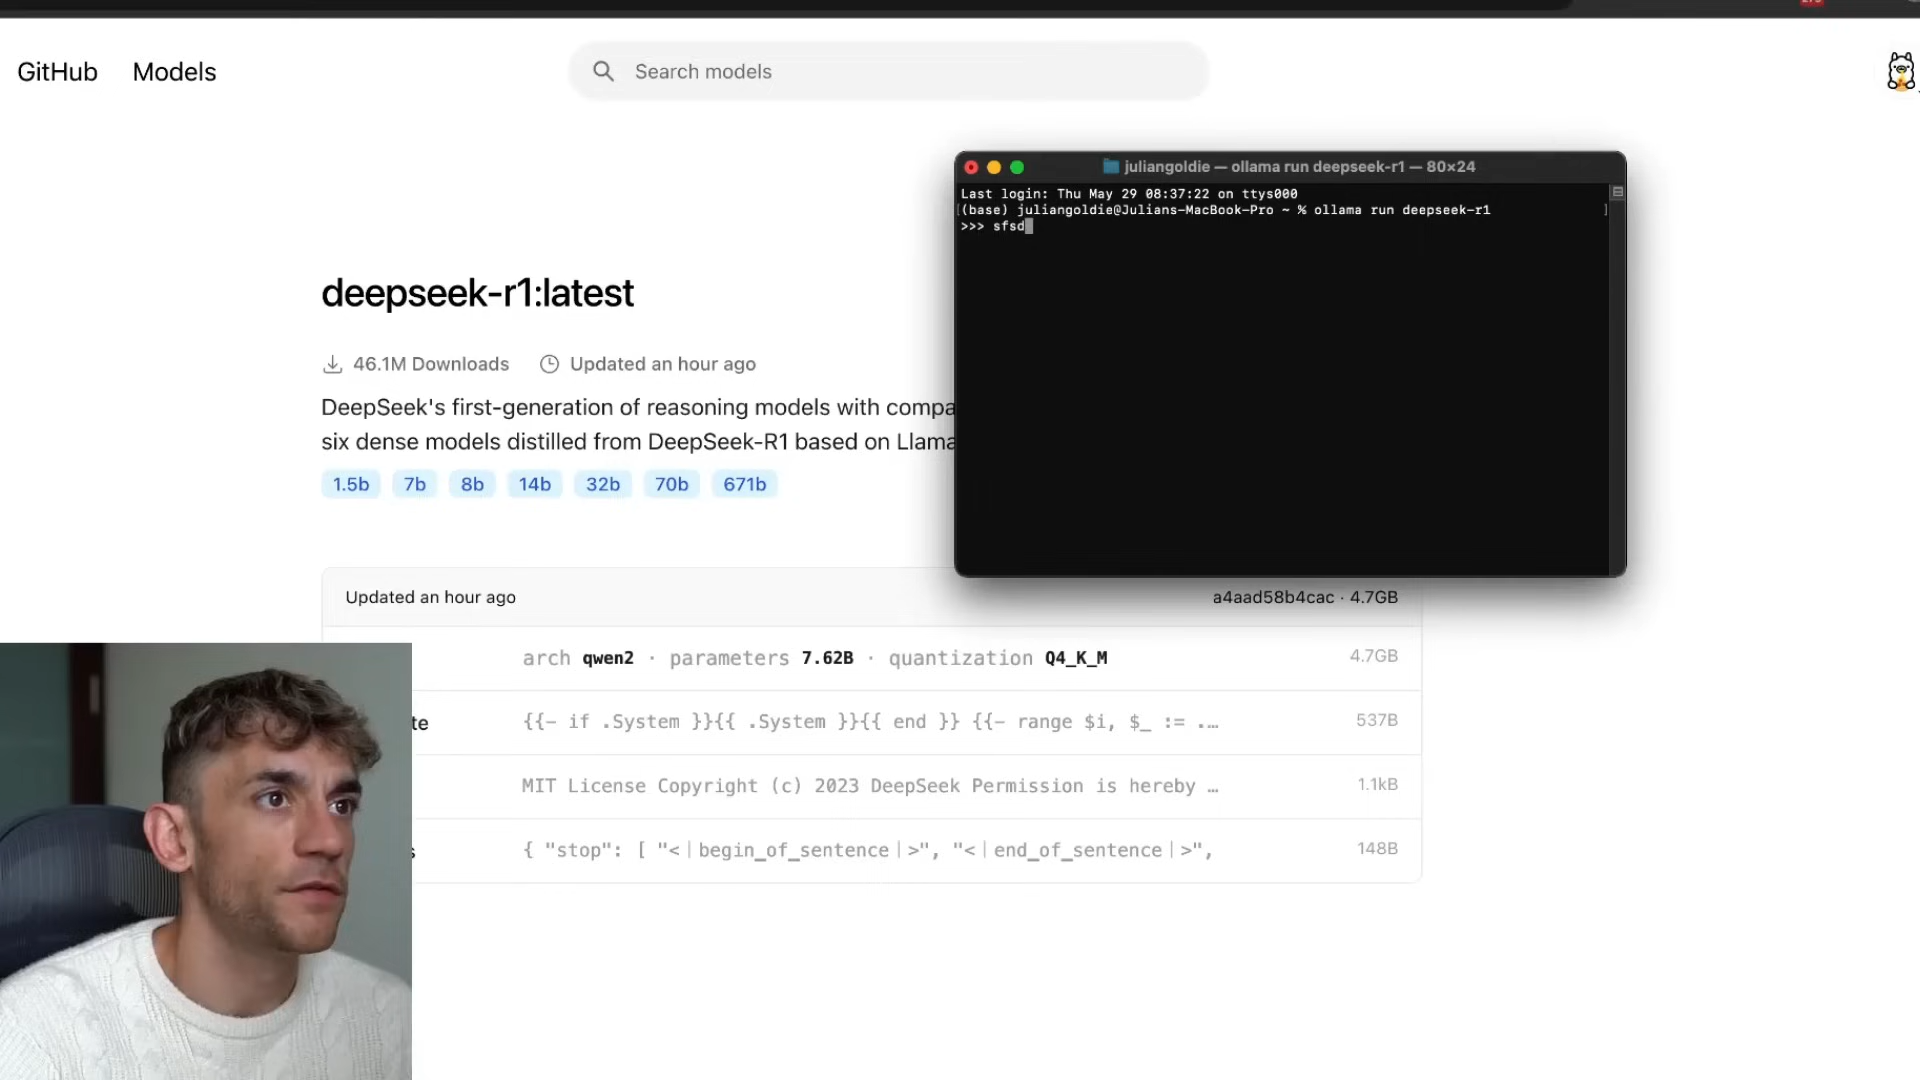 GitHub Models Search models
juliangoldie — ollama run deepseek-r1 — 80×24
Last login: Thu May 29 08:37:22 on ttys000
[(base) juliangoldie@Julians-MacBook-Pro ~ % ollama run deepseek-r1 ]
>>> sfsd
deepseek-r1:latest
46.1M Downloads Updated an hour ago
DeepSeek's first-generation of reasoning models with compa
six dense models distilled from DeepSeek-R1 based on Llama
1.5b 7b 8b 14b 32b 70b 671b
Updated an hour ago a4aad58b4cac · 4.7GB
arch qwen2 · parameters 7.62B · quantization Q4_K_M 4.7GB
te {{- if .System }}{{ .System }}{{ end }} {{- range $i, $_ := .… 537B
MIT License Copyright (c) 2023 DeepSeek Permission is hereby … 1.1kB
s { "stop": [ "<｜begin_of_sentence｜>", "<｜end_of_sentence｜>", 148B